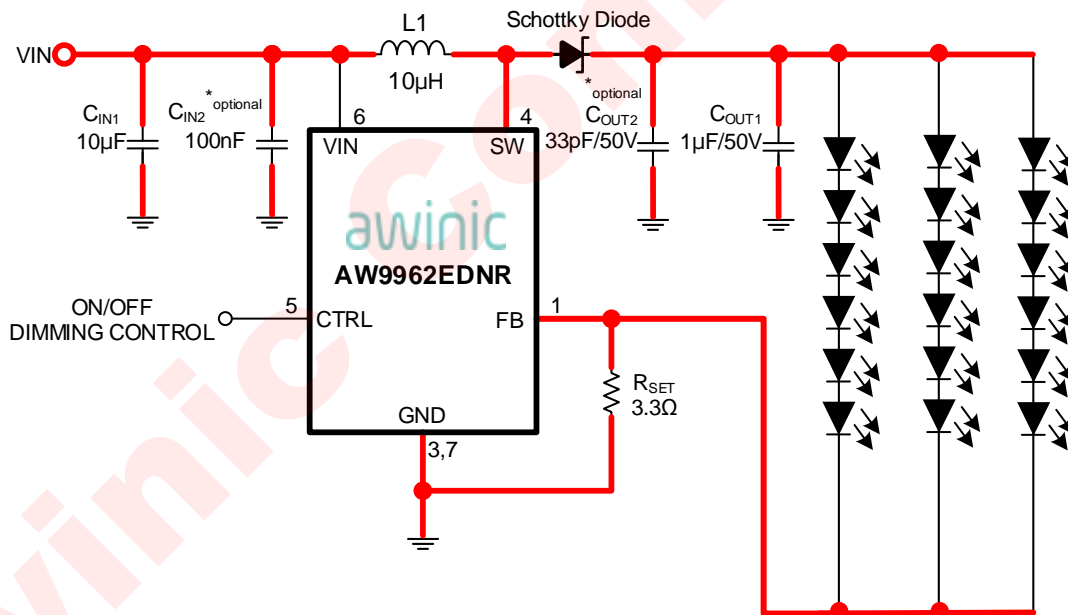 L1
Schottky Diode
VIN
10µH
*optional
*optional
CIN1
10µF
CIN2
100nF
6
4
COUT2
33pF/50V
COUT1
1µF/50V
VIN
SW
awinic
AW9962EDNR
ON/OFF
DIMMING CONTROL
5
CTRL
FB
1
RSET
3.3Ω
GND
3,7